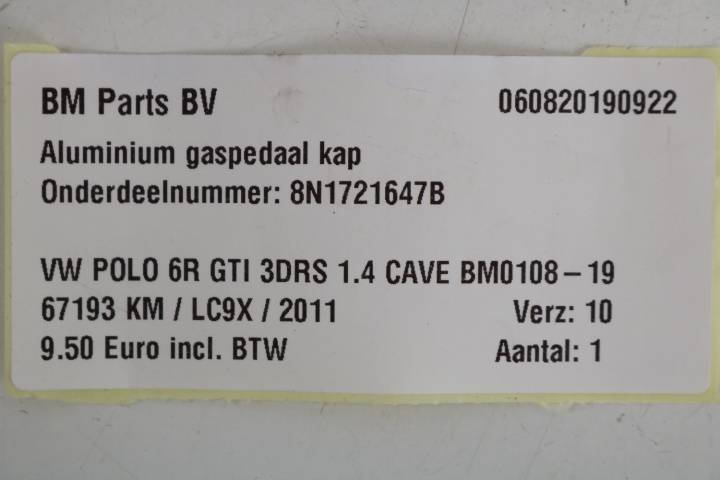 BM Parts BV 060820190922
Aluminium gaspedaal kap
Onderdeelnummer: 8N1721647B
VW POLO 6R GTI 3DRS 1.4 CAVE BM0108-19
67193 KM / LC9X / 2011 Verz: 10
9.50 Euro incl. BTW Aantal: 1